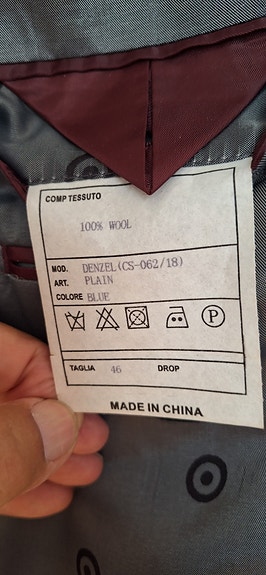 COMP TESSUTO
100% WOOL
MOD. DENZEL(CS-062/18)
ART. PLAIN
COLORE BLUE
P
TAGLIA 46 DROP
MADE IN CHINA